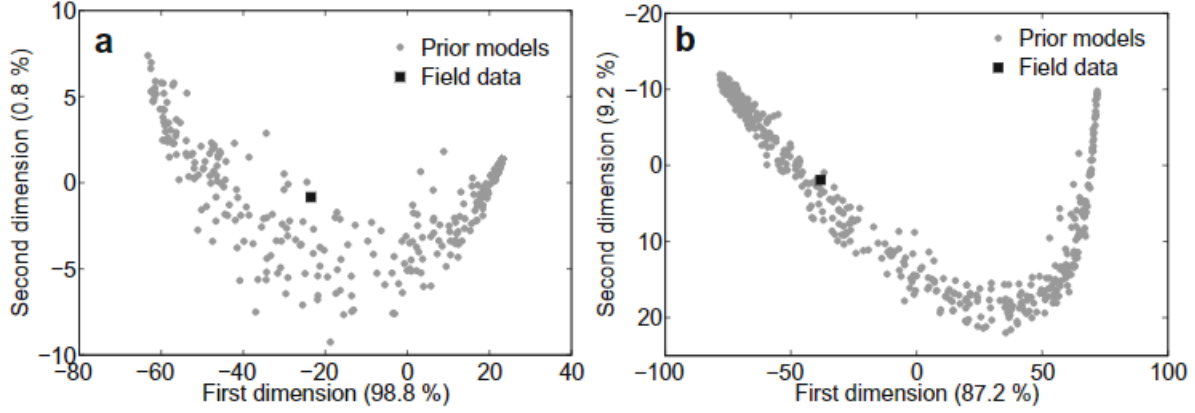 a
Prior models
Field data
10
5
0
−5
−10
−80
−60
−40
−20
0
20
40
Second dimension (0.8 %)
First dimension (98.8 %)
b
Prior models
Field data
−20
−10
0
10
20
−100
−50
0
50
100
Second dimension (9.2 %)
First dimension (87.2 %)